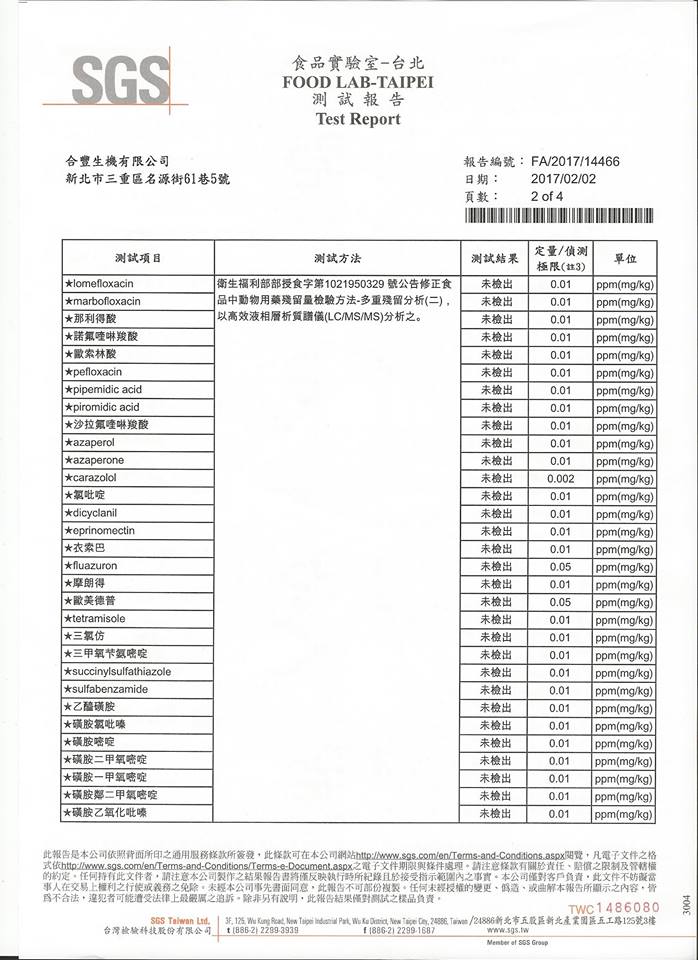 SGS
食品實驗室-台北
FOOD LAB-TAIPEI
測試報告
Test Report
合豐生機有限公司
新北市三重區名源街61巷5號
報告編號： FA/2017/14466
日期： 2017/02/02
頁數： 2 of 4
測試項目 測試方法 測試結果 定量/偵測極限(註3) 單位
★lomefloxacin 衛生福利部部授食字第1021950329 號公告修正食 未檢出 0.01 ppm(mg/kg)
★marbofloxacin 品中動物用藥殘留量檢驗方法-多重殘留分析(二)， 未檢出 0.01 ppm(mg/kg)
★那利得酸 以高效液相層析質譜儀(LC/MS/MS)分析之。 未檢出 0.01 ppm(mg/kg)
★諾氟喹啉羧酸 未檢出 0.01 ppm(mg/kg)
★歐索林酸 未檢出 0.01 ppm(mg/kg)
★pefloxacin 未檢出 0.01 ppm(mg/kg)
★pipemidic acid 未檢出 0.01 ppm(mg/kg)
★piromidic acid 未檢出 0.01 ppm(mg/kg)
★沙拉氟喹啉羧酸 未檢出 0.01 ppm(mg/kg)
★azaperol 未檢出 0.01 ppm(mg/kg)
★azaperone 未檢出 0.01 ppm(mg/kg)
★carazolol 未檢出 0.002 ppm(mg/kg)
★氯吡啶 未檢出 0.01 ppm(mg/kg)
★dicyclanil 未檢出 0.01 ppm(mg/kg)
★eprinomectin 未檢出 0.01 ppm(mg/kg)
★衣索巴 未檢出 0.01 ppm(mg/kg)
★fluazuron 未檢出 0.05 ppm(mg/kg)
★摩朗得 未檢出 0.01 ppm(mg/kg)
★歐美德普 未檢出 0.05 ppm(mg/kg)
★tetramisole 未檢出 0.01 ppm(mg/kg)
★三氯仿 未檢出 0.01 ppm(mg/kg)
★三甲氧苄氨嘧啶 未檢出 0.01 ppm(mg/kg)
★succinylsulfathiazole 未檢出 0.01 ppm(mg/kg)
★sulfabenzamide 未檢出 0.01 ppm(mg/kg)
★乙醯磺胺 未檢出 0.01 ppm(mg/kg)
★磺胺氯吡嗪 未檢出 0.01 ppm(mg/kg)
★磺胺嘧啶 未檢出 0.01 ppm(mg/kg)
★磺胺二甲氧嘧啶 未檢出 0.01 ppm(mg/kg)
★磺胺一甲氧嘧啶 未檢出 0.01 ppm(mg/kg)
★磺胺鄰二甲氧嘧啶 未檢出 0.01 ppm(mg/kg)
★磺胺乙氧化吡嗪 未檢出 0.01 ppm(mg/kg)
此報告是本公司依照背面所印之通用服務條款所簽發，此條款可在本公司網站http://www.sgs.com/en/Terms-and-Conditions.aspx閱覽，凡電子文件之格
式依http://www.sgs.com/en/Terms-and-Conditions/Terms-e-Document.aspx之電子文件期限與條件處理。請注意條款有關於責任、賠償之限制及管轄權
的約定。任何持有此文件者，請注意本公司製作之結果報告書將僅反映執行時所紀錄且於接受指示範圍內之事實。本公司僅對客戶負責，此文件不妨礙當
事人在交易上權利之行使或義務之免除。未經本公司事先書面同意，此報告不可部份複製。任何未經授權的變更、偽造、或曲解本報告所顯示之內容，皆
為不合法，違犯者可能遭受法律上最嚴厲之追訴。除非另有說明，此報告結果僅對測試之樣品負責。
TWC1486080
3004
SGS Taiwan Ltd. 3F, 125, Wu Kung Road, New Taipei Industrial Park, Wu Ku District, New Taipei City, 24886, Taiwan /24886新北市五股區新北產業園區五工路125號3樓
台灣檢驗科技股份有限公司 t (886-2) 2299-3939 f (886-2) 2299-1687 www.sgs.tw
Member of SGS Group